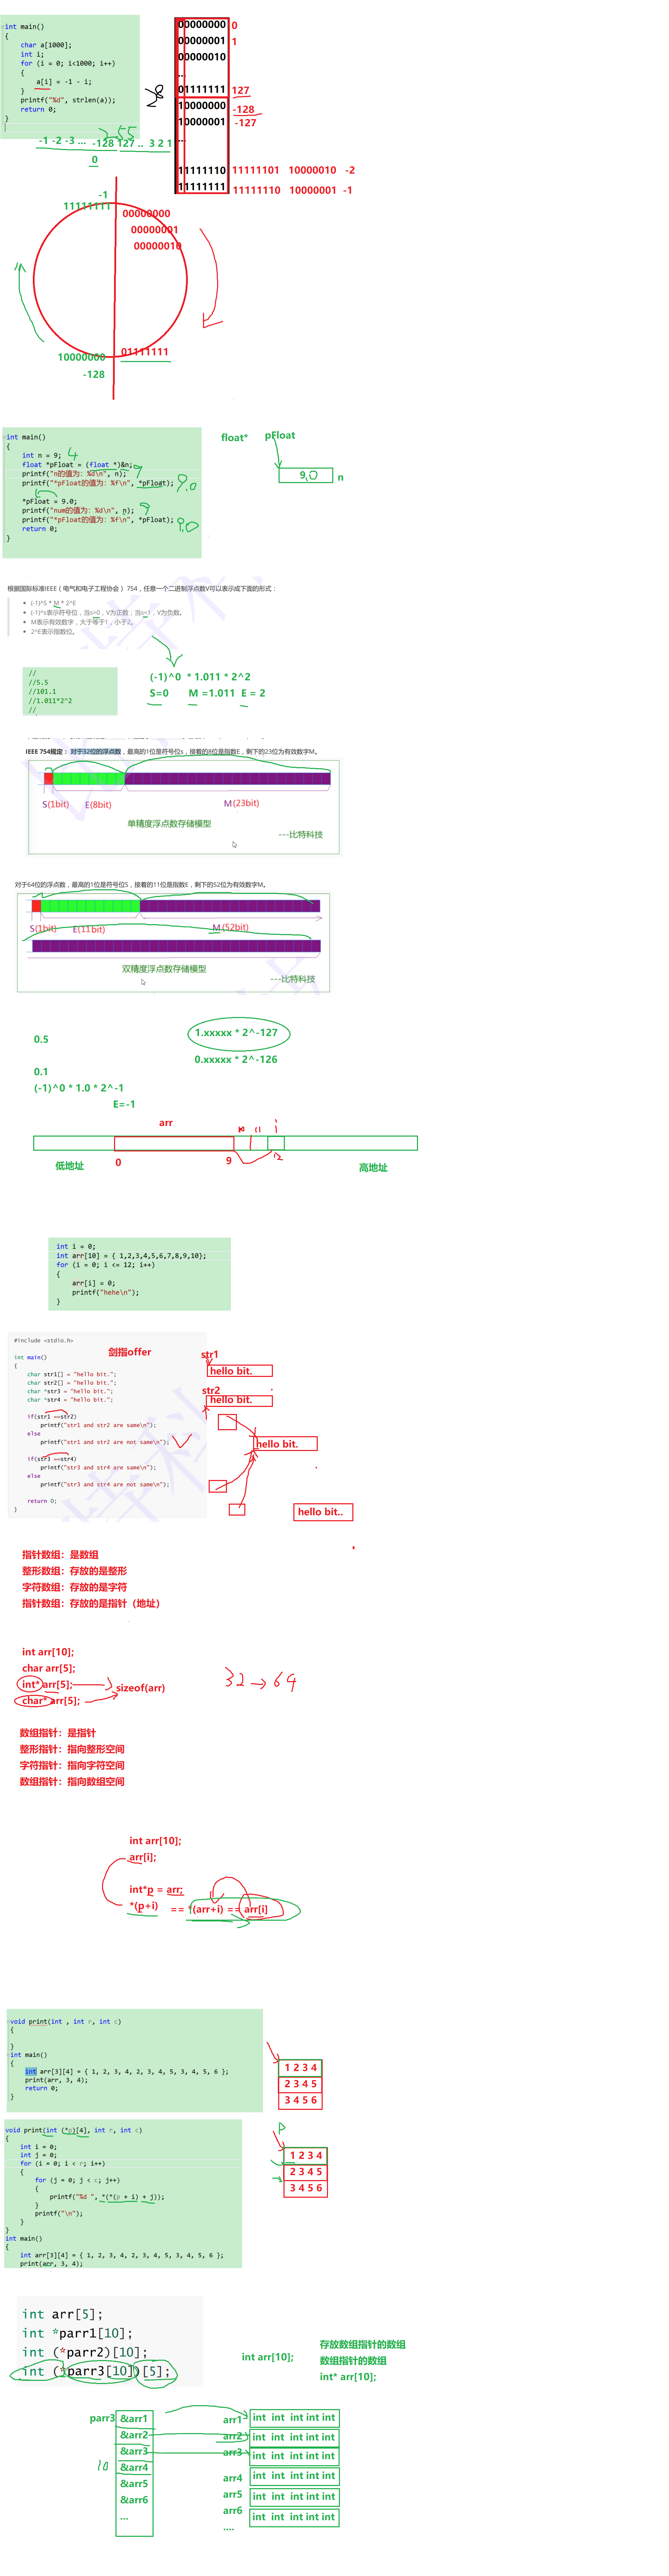 int main()
{
char a[1000];
int i;
for (i = 0; i<1000; i++)
{
a[i] = -1 - i;
}
printf("%d", strlen(a));
return 0;
}
255
-1 -2 -3 ... -128 127 .. 3 2 1
0
00000000 0
00000001 1
00000010
...
01111111 127
10000000 -128
10000001 -127
...
11111110 11111101 10000010 -2
11111111 11111110 10000001 -1
-1
11111111
00000000
00000001
00000010
10000000
-128
01111111
int main()
{
int n = 9; 4
float *pFloat = (float *)&n;
printf("n的值为: %d\n", n); 9
printf("*pFloat的值为: %f\n", *pFloat); 9.0
*pFloat = 9.0;
printf("num的值为: %d\n", n); 9
printf("*pFloat的值为: %f\n", *pFloat); 9.0
return 0;
}
float* pFloat
9.0 n
根据国际标准IEEE（电气和电子工程协会） 754，任意一个二进制浮点数V可以表示成下面的形式：
(-1)^S * M * 2^E
(-1)^s表示符号位，当s=0，V为正数；当s=1，V为负数。
M表示有效数字，大于等于1，小于2。
2^E表示指数位。
//
//5.5
//101.1
//1.011*2^2
//
(-1)^0 * 1.011 * 2^2
S=0 M =1.011 E = 2
IEEE 754规定： 对于32位的浮点数，最高的1位是符号位s，接着的8位是指数E，剩下的23位为有效数字M。
S(1bit) E(8bit) M(23bit)
单精度浮点数存储模型
---比特科技
对于64位的浮点数，最高的1位是符号位S，接着的11位是指数E，剩下的52位为有效数字M。
S(1bit) E(11bit) M(52bit)
双精度浮点数存储模型
---比特科技
0.5
1.xxxxx * 2^-127
0.xxxxx * 2^-126
0.1
(-1)^0 * 1.0 * 2^-1
E=-1
arr 10 11 i
低地址 0 9 12 高地址
int i = 0;
int arr[10] = { 1,2,3,4,5,6,7,8,9,10};
for (i = 0; i <= 12; i++)
{
arr[i] = 0;
printf("hehe\n");
}
#include <stdio.h>
剑指offer
int main()
{
char str1[] = "hello bit.";
char str2[] = "hello bit.";
char *str3 = "hello bit.";
char *str4 = "hello bit.";
if(str1 ==str2)
printf("str1 and str2 are same\n");
else
printf("str1 and str2 are not same\n");
if(str3 ==str4)
printf("str3 and str4 are same\n");
else
printf("str3 and str4 are not same\n");
return 0;
}
str1
hello bit.
str2
hello bit.
hello bit.
hello bit..
指针数组：是数组
整形数组：存放的是整形
字符数组：存放的是字符
指针数组：存放的是指针（地址）
int arr[10];
char arr[5];
int* arr[5];
char* arr[5];
sizeof(arr)
32 → 64
数组指针：是指针
整形指针：指向整形空间
字符指针：指向字符空间
数组指针：指向数组空间
int arr[10];
arr[i];
int*p = arr;
*(p+i) == *(arr+i) == arr[i]
void print(int , int r, int c)
{
}
int main()
{
int arr[3][4] = { 1, 2, 3, 4, 2, 3, 4, 5, 3, 4, 5, 6 };
print(arr, 3, 4);
return 0;
}
1 2 3 4
2 3 4 5
3 4 5 6
void print(int (*p)[4], int r, int c)
{
int i = 0;
int j = 0;
for (i = 0; i < r; i++)
{
for (j = 0; j < c; j++)
{
printf("%d ", *(*(p + i) + j));
}
printf("\n");
}
}
int main()
{
int arr[3][4] = { 1, 2, 3, 4, 2, 3, 4, 5, 3, 4, 5, 6 };
print(arr, 3, 4);
p
1 2 3 4
2 3 4 5
3 4 5 6
int arr[5];
int *parr1[10];
int (*parr2)[10];
int (*parr3[10])[5];
int arr[10];
存放数组指针的数组
数组指针的数组
int* arr[10];
parr3 &arr1
&arr2
&arr3
10 &arr4
&arr5
&arr6
...
arr1 int int int int int
arr2 int int int int int
arr3 int int int int int
arr4 int int int int int
arr5 int int int int int
arr6 int int int int int
....